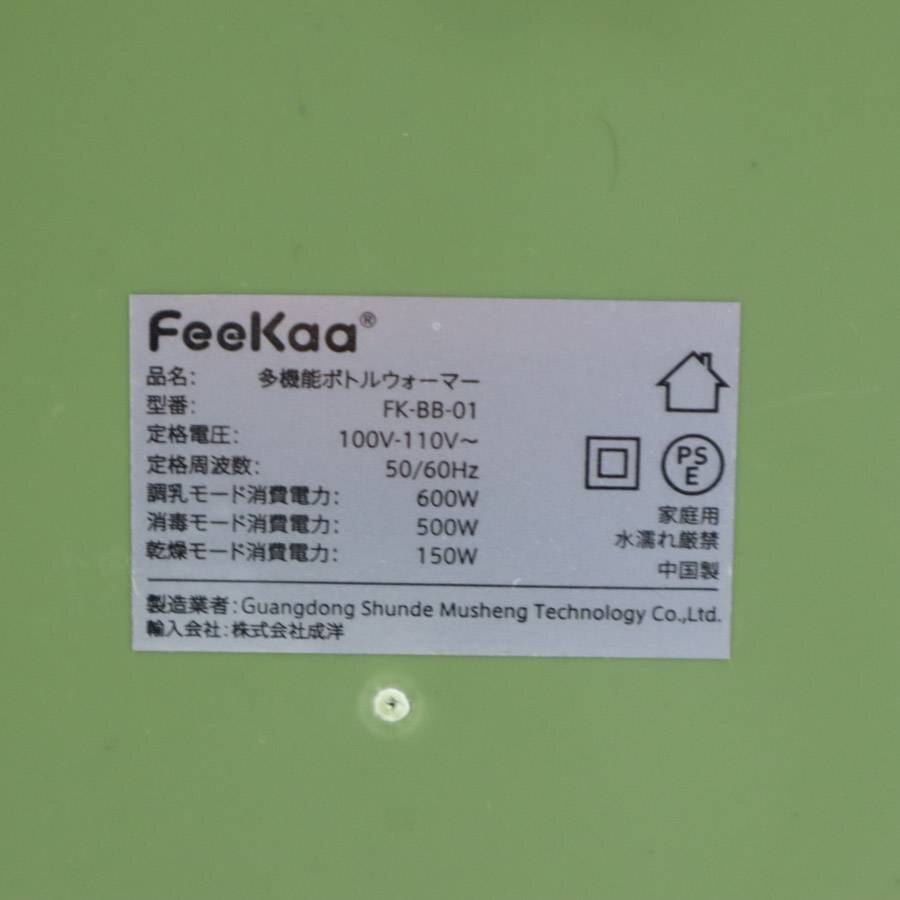 FeeKaa®
品名: 多機能ボトルウォーマー
型番: FK-BB-01
定格電圧: 100V-110V～
定格周波数: 50/60Hz
調乳モード消費電力: 600W
消毒モード消費電力: 500W
乾燥モード消費電力: 150W
PS
E
家庭用
水濡れ厳禁
中国製
製造業者: Guangdong Shunde Musheng Technology Co.,Ltd.
輸入会社: 株式会社成洋